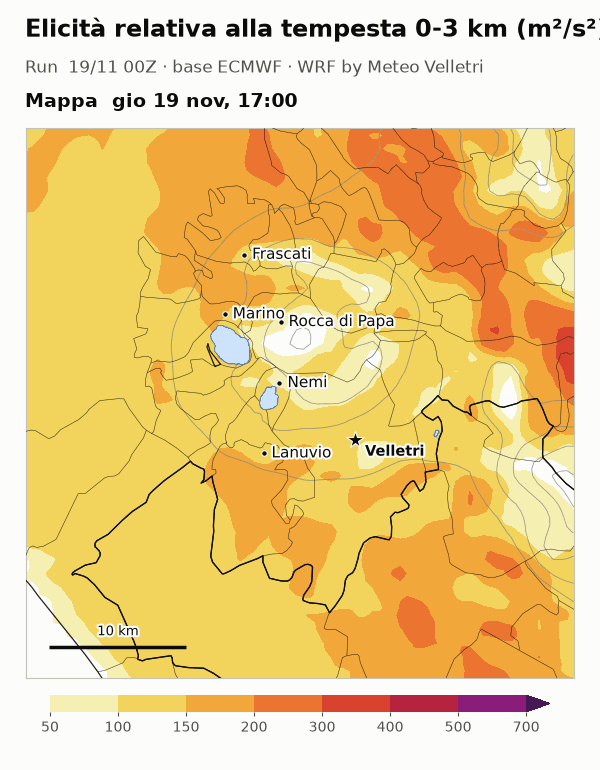 Elicità relativa alla tempesta 0-3 km (m²/s²)
Run  19/11 00Z · base ECMWF · WRF by Meteo Velletri
Mappa  gio 19 nov, 17:00
Frascati
Marino
Rocca di Papa
Nemi
Velletri
Lanuvio
10 km
50 100 150 200 300 400 500 700